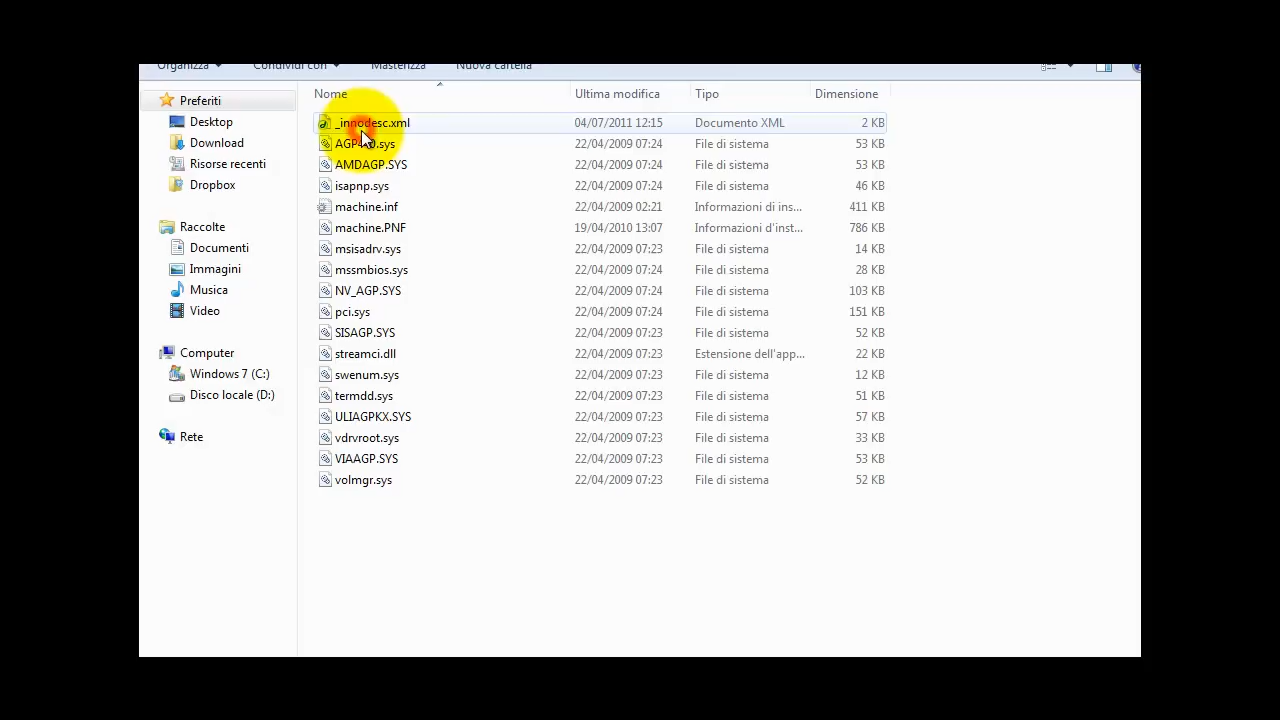 Organizza Condividi con Masterizza Nuova cartella
Preferiti
Desktop
Download
Risorse recenti
Dropbox
Raccolte
Documenti
Immagini
Musica
Video
Computer
Windows 7 (C:)
Disco locale (D:)
Rete
Nome Ultima modifica Tipo Dimensione
_innodesc.xml 04/07/2011 12:15 Documento XML 2 KB
AGP440.sys 22/04/2009 07:24 File di sistema 53 KB
AMDAGP.SYS 22/04/2009 07:24 File di sistema 53 KB
isapnp.sys 22/04/2009 07:24 File di sistema 46 KB
machine.inf 22/04/2009 02:21 Informazioni di ins... 411 KB
machine.PNF 19/04/2010 13:07 Informazioni d'inst... 786 KB
msisadrv.sys 22/04/2009 07:23 File di sistema 14 KB
mssmbios.sys 22/04/2009 07:24 File di sistema 28 KB
NV_AGP.SYS 22/04/2009 07:24 File di sistema 103 KB
pci.sys 22/04/2009 07:24 File di sistema 151 KB
SISAGP.SYS 22/04/2009 07:23 File di sistema 52 KB
streamci.dll 22/04/2009 07:23 Estensione dell'app... 22 KB
swenum.sys 22/04/2009 07:23 File di sistema 12 KB
termdd.sys 22/04/2009 07:23 File di sistema 51 KB
ULIAGPKX.SYS 22/04/2009 07:23 File di sistema 57 KB
vdrvroot.sys 22/04/2009 07:23 File di sistema 33 KB
VIAAGP.SYS 22/04/2009 07:23 File di sistema 53 KB
volmgr.sys 22/04/2009 07:23 File di sistema 52 KB